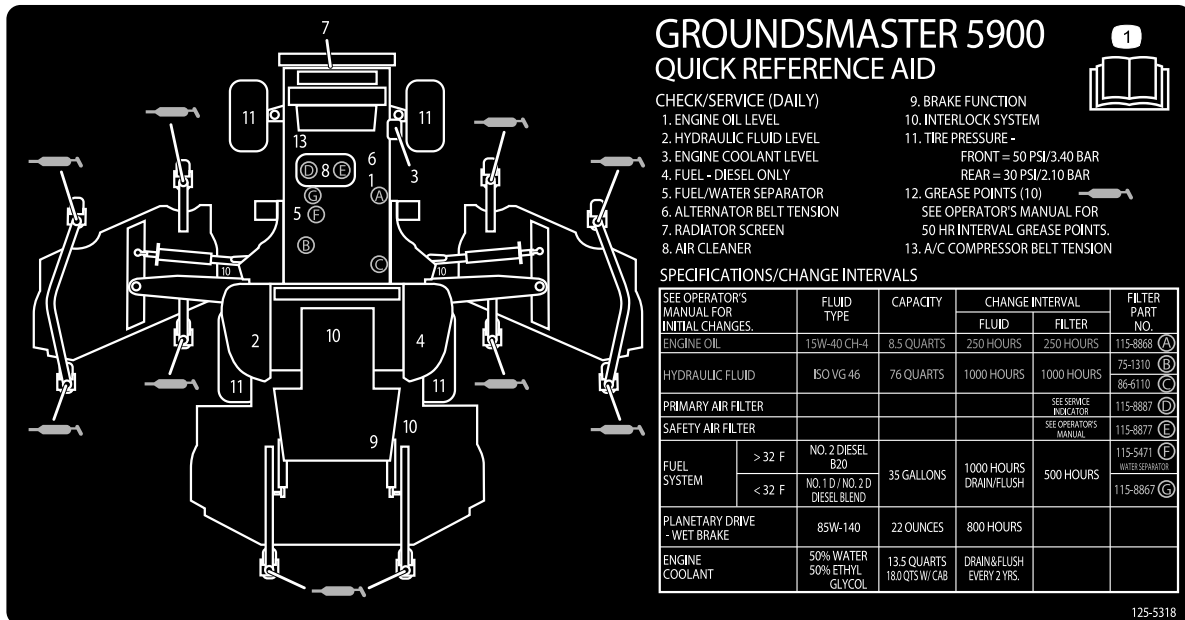 GROUNDSMASTER 5900
QUICK REFERENCE AID
1
CHECK/SERVICE (DAILY)
1. ENGINE OIL LEVEL
2. HYDRAULIC FLUID LEVEL
3. ENGINE COOLANT LEVEL
4. FUEL - DIESEL ONLY
5. FUEL/WATER SEPARATOR
6. ALTERNATOR BELT TENSION
7. RADIATOR SCREEN
8. AIR CLEANER
9. BRAKE FUNCTION
10. INTERLOCK SYSTEM
11. TIRE PRESSURE -
FRONT = 50 PSI/3.40 BAR
REAR = 30 PSI/2.10 BAR
12. GREASE POINTS (10)
SEE OPERATOR'S MANUAL FOR
50 HR INTERVAL GREASE POINTS.
13. A/C COMPRESSOR BELT TENSION
7
11
11
13
D 8 E
6
1
3
G
A
5 F
B
C
10
10
2
10
4
11
11
9
10
SPECIFICATIONS/CHANGE INTERVALS
SEE OPERATOR'S
MANUAL FOR
INITIAL CHANGES.
FLUID
TYPE
CAPACITY
CHANGE INTERVAL
FLUID
FILTER
FILTER
PART
NO.
ENGINE OIL
15W-40 CH-4
8.5 QUARTS
250 HOURS
250 HOURS
115-8868 A
HYDRAULIC FLUID
ISO VG 46
76 QUARTS
1000 HOURS
1000 HOURS
75-1310 B
86-6110 C
PRIMARY AIR FILTER
SEE SERVICE
INDICATOR
115-8887 D
SAFETY AIR FILTER
SEE OPERATOR'S
MANUAL
115-8877 E
FUEL
SYSTEM
> 32 F
NO. 2 DIESEL
B20
< 32 F
NO. 1 D / NO. 2 D
DIESEL BLEND
35 GALLONS
1000 HOURS
DRAIN/FLUSH
500 HOURS
115-5471 F
WATER SEPARATOR
115-8867 G
PLANETARY DRIVE
- WET BRAKE
85W-140
22 OUNCES
800 HOURS
ENGINE
COOLANT
50% WATER
50% ETHYL
GLYCOL
13.5 QUARTS
18.0 QTS W/ CAB
DRAIN&FLUSH
EVERY 2 YRS.
125-5318